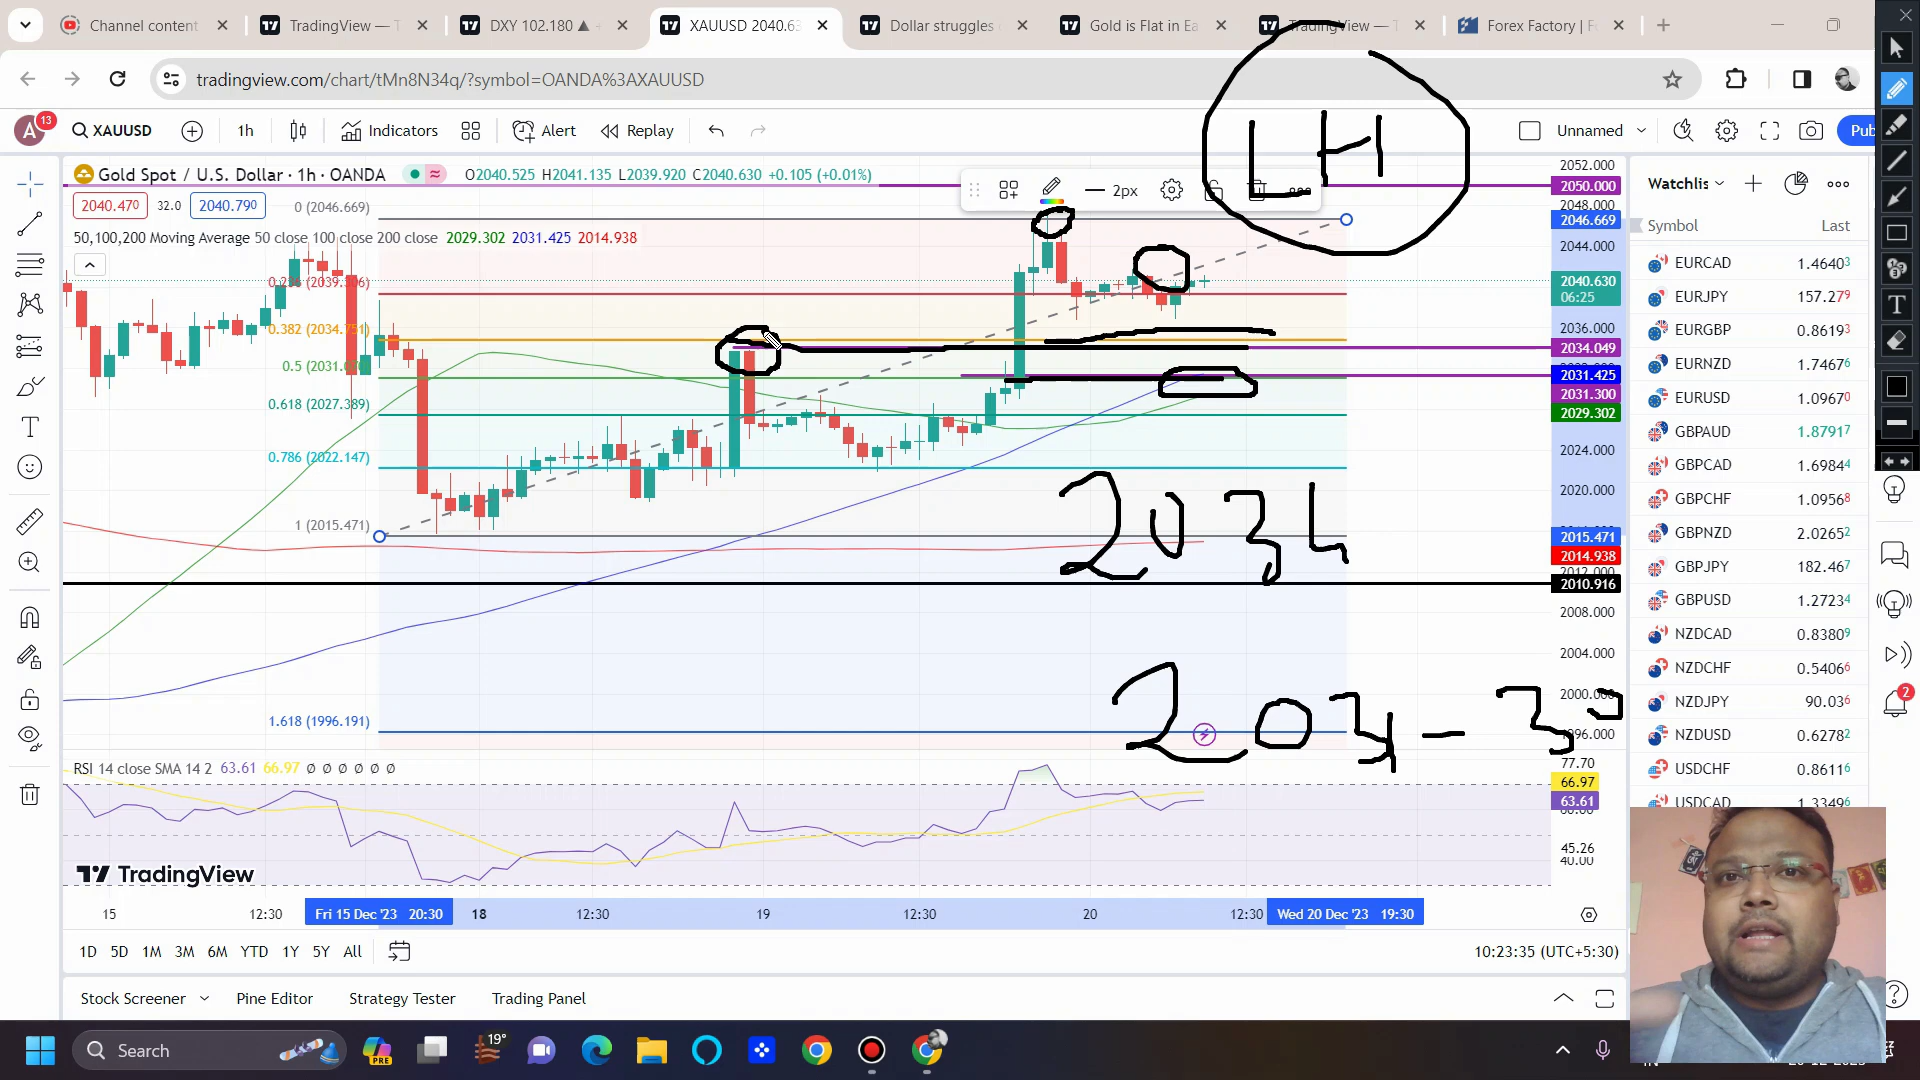 Channel content
TradingView —
DXY 102.180 ▲
XAUUSD 2040.63
Dollar struggles
Gold is Flat in Ea
TradingView —
Forex Factory | F
tradingview.com/chart/tMn8N34q/?symbol=OANDA%3AXAUUSD
A 13 XAUUSD 1h Indicators Alert Replay Unnamed Pub
LH
Gold Spot / U.S. Dollar · 1h · OANDA O2040.525 H2041.135 L2039.920 C2040.630 +0.105 (+0.01%)
2px
2040.470 32.0 2040.790
50,100,200 Moving Average 50 close 100 close 200 close 2029.302 2031.425 2014.938
0 (2046.669)
0.382 (2034.751)
0.618 (2027.389)
0.786 (2022.147)
1 (2015.471)
1.618 (1996.191)
2034
2052.000
2050.000
2048.000
2046.669
2044.000
2040.630
06:25
2036.000
2034.049
2031.425
2031.300
2029.302
2024.000
2020.000
2015.471
2014.938
2010.916
2008.000
2004.000
2000.00
RSI 14 close SMA 14 2 63.61 66.97 Ø Ø Ø Ø Ø Ø
77.70
66.97
63.61
45.26
40.00
TradingView
15 12:30 Fri 15 Dec '23 20:30 18 12:30 19 12:30 20 12:30 Wed 20 Dec '23 19:30
1D 5D 1M 3M 6M YTD 1Y 5Y All
10:23:35 (UTC+5:30)
Stock Screener Pine Editor Strategy Tester Trading Panel
Watchlis
Symbol Last
EURCAD 1.46403
EURJPY 157.279
EURGBP 0.86193
EURNZD 1.74676
EURUSD 1.09670
GBPAUD 1.87917
GBPCAD 1.69844
GBPCHF 1.09568
GBPNZD 2.02652
GBPJPY 182.467
GBPUSD 1.27234
NZDCAD 0.83809
NZDCHF 0.54066
NZDJPY 90.036
NZDUSD 0.62782
USDCHF 0.86116
USDCAD 1.33496
2
Search
PRE
19°